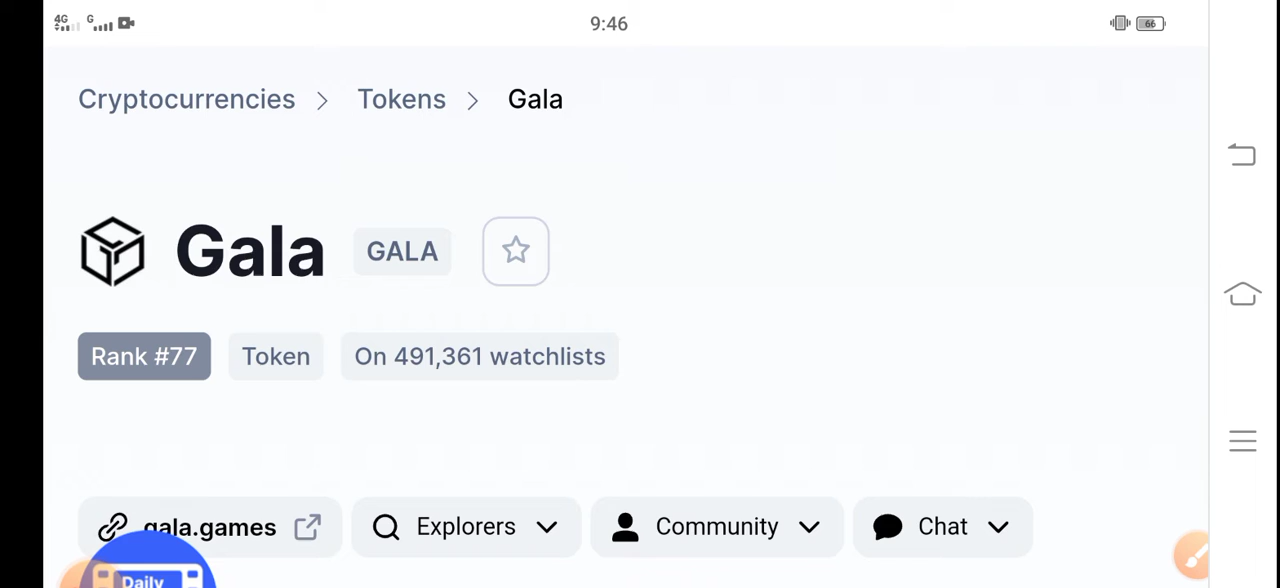 4G G 9:46 66
Cryptocurrencies > Tokens > Gala
Gala GALA
Rank #77 Token On 491,361 watchlists
gala.games Explorers Community Chat
Daily